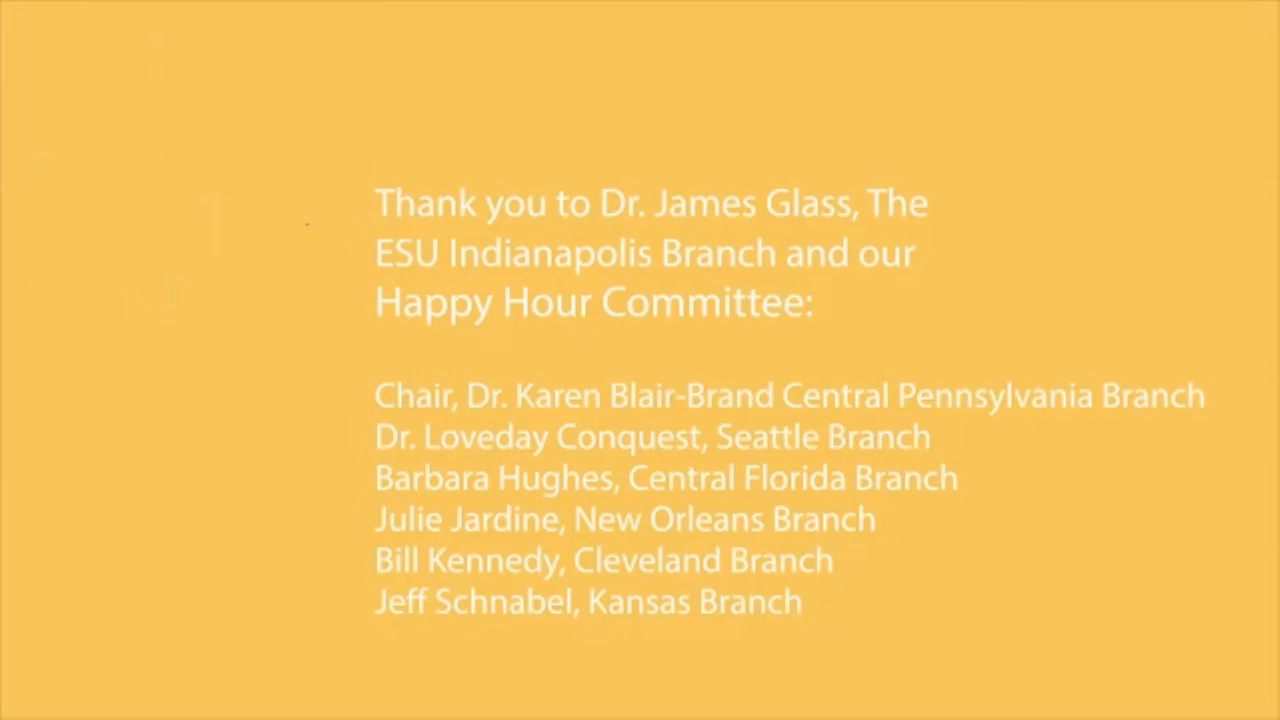 Thank you to Dr. James Glass, The
ESU Indianapolis Branch and our
Happy Hour Committee:
Chair, Dr. Karen Blair-Brand Central Pennsylvania Branch
Dr. Loveday Conquest, Seattle Branch
Barbara Hughes, Central Florida Branch
Julie Jardine, New Orleans Branch
Bill Kennedy, Cleveland Branch
Jeff Schnabel, Kansas Branch